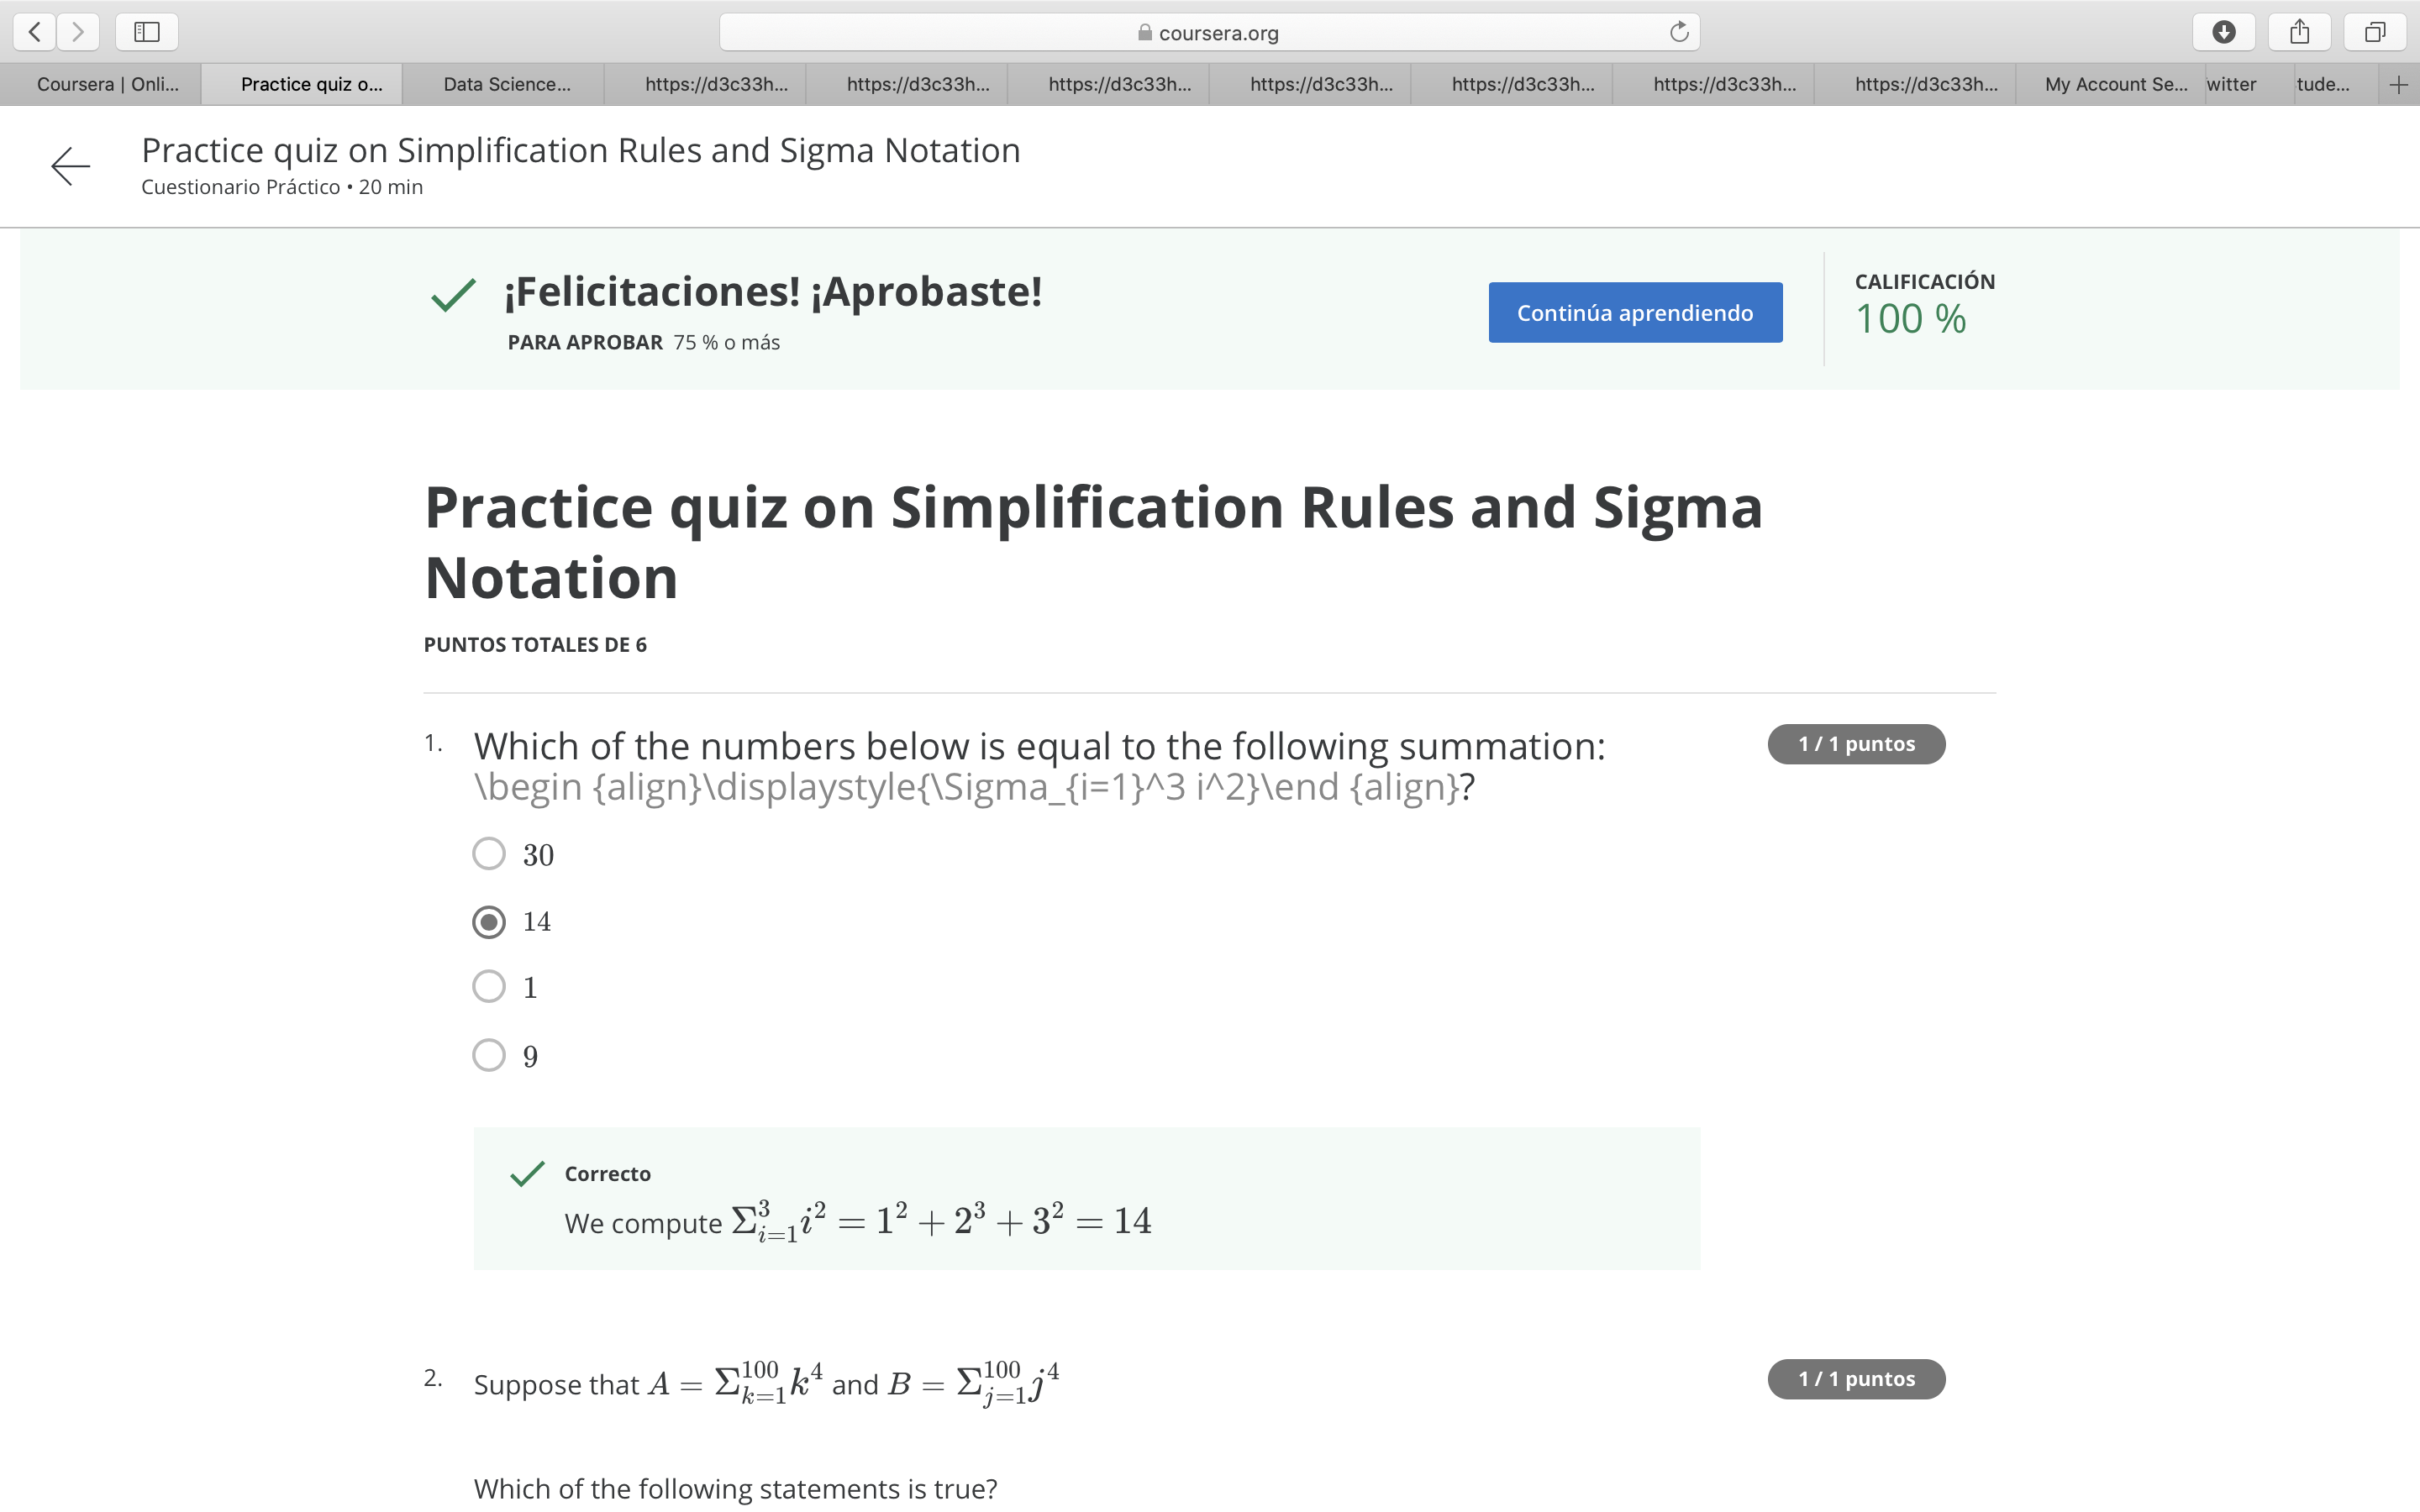 coursera.org
Coursera | Onli... Practice quiz o... Data Science... https://d3c33h... https://d3c33h... https://d3c33h... https://d3c33h... https://d3c33h... https://d3c33h... https://d3c33h... My Account Se... witter tude...
Practice quiz on Simplification Rules and Sigma Notation
Cuestionario Práctico • 20 min
¡Felicitaciones! ¡Aprobaste!
PARA APROBAR 75 % o más
Continúa aprendiendo
CALIFICACIÓN
100 %
Practice quiz on Simplification Rules and Sigma
Notation
PUNTOS TOTALES DE 6
1. Which of the numbers below is equal to the following summation: 1 / 1 puntos
\begin {align}\displaystyle{\Sigma_{i=1}^3 i^2}\end {align}?
30
14
1
9
Correcto
We compute $\Sigma_{i=1}^{3} i^2 = 1^2 + 2^3 + 3^2 = 14$
2. Suppose that $A = \Sigma_{k=1}^{100} k^4$ and $B = \Sigma_{j=1}^{100} j^4$ 1 / 1 puntos
Which of the following statements is true?